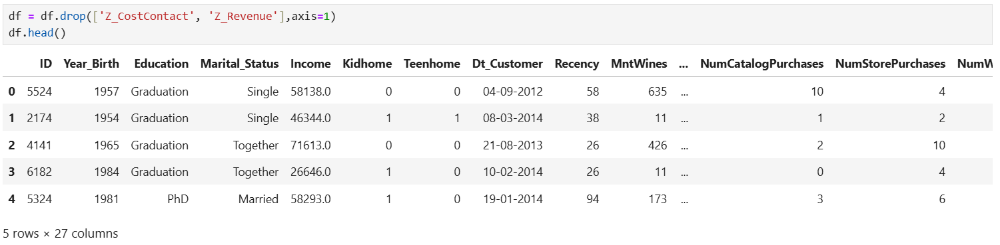 df = df.drop(['Z_CostContact', 'Z_Revenue'],axis=1)
df.head()
ID Year_Birth Education Marital_Status Income Kidhome Teenhome Dt_Customer Recency MntWines ... NumCatalogPurchases NumStorePurchases NumW
0 5524 1957 Graduation Single 58138.0 0 0 04-09-2012 58 635 ... 10 4
1 2174 1954 Graduation Single 46344.0 1 1 08-03-2014 38 11 ... 1 2
2 4141 1965 Graduation Together 71613.0 0 0 21-08-2013 26 426 ... 2 10
3 6182 1984 Graduation Together 26646.0 1 0 10-02-2014 26 11 ... 0 4
4 5324 1981 PhD Married 58293.0 1 0 19-01-2014 94 173 ... 3 6
5 rows × 27 columns